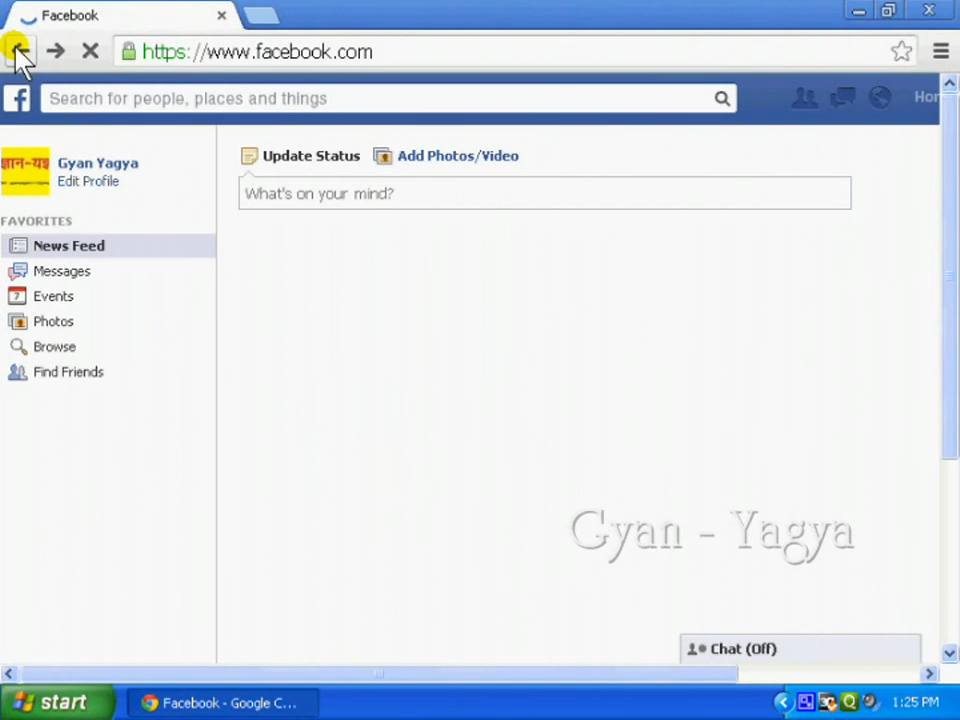 Facebook
https://www.facebook.com
Search for people, places and things
Gyan Yagya
Edit Profile
ज्ञान-यज्ञ
FAVORITES
News Feed
Messages
7 Events
Photos
Browse
Find Friends
Update Status
Add Photos/Video
What's on your mind?
Gyan - Yagya
Chat (Off)
start
Facebook - Google C...
1:25 PM